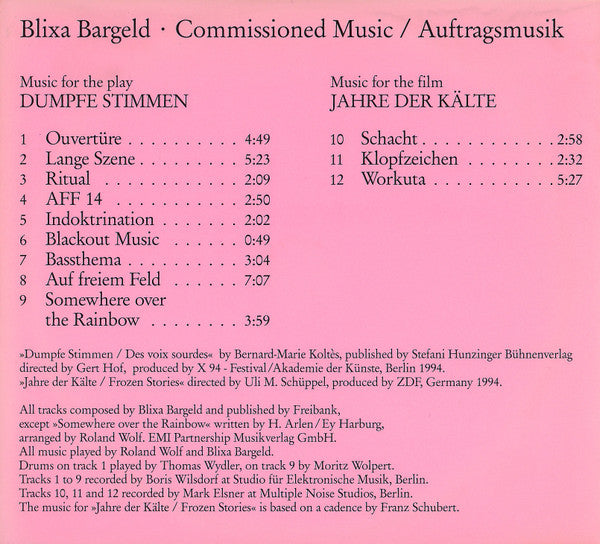 Blixa Bargeld · Commissioned Music / Auftragsmusik
Music for the play
DUMPFE STIMMEN
1 Ouvertüre . . . . . . . . . . 4:49
2 Lange Szene . . . . . . . . 5:23
3 Ritual . . . . . . . . . . . 2:09
4 AFF 14 . . . . . . . . . . 2:50
5 Indoktrination . . . . . . 2:02
6 Blackout Music . . . . . . 0:49
7 Bassthema . . . . . . . . . 3:04
8 Auf freiem Feld . . . . . . 7:07
9 Somewhere over
the Rainbow . . . . . . . . 3:59
Music for the film
JAHRE DER KÄLTE
10 Schacht . . . . . . . . . . . . 2:58
11 Klopfzeichen . . . . . . . . 2:32
12 Workuta . . . . . . . . . . . 5:27
»Dumpfe Stimmen / Des voix sourdes« by Bernard-Marie Koltès, published by Stefani Hunzinger Bühnenverlag
directed by Gert Hof, produced by X 94 - Festival /Akademie der Künste, Berlin 1994.
»Jahre der Kälte / Frozen Stories« directed by Uli M. Schüppel, produced by ZDF, Germany 1994.
All tracks composed by Blixa Bargeld and published by Freibank,
except »Somewhere over the Rainbow« written by H. Arlen/Ey Harburg,
arranged by Roland Wolf. EMI Partnership Musikverlag GmbH.
All music played by Roland Wolf and Blixa Bargeld.
Drums on track 1 played by Thomas Wydler, on track 9 by Moritz Wolpert.
Tracks 1 to 9 recorded by Boris Wilsdorf at Studio für Elektronische Musik, Berlin.
Tracks 10, 11 and 12 recorded by Mark Elsner at Multiple Noise Studios, Berlin.
The music for »Jahre der Kälte / Frozen Stories« is based on a cadence by Franz Schubert.